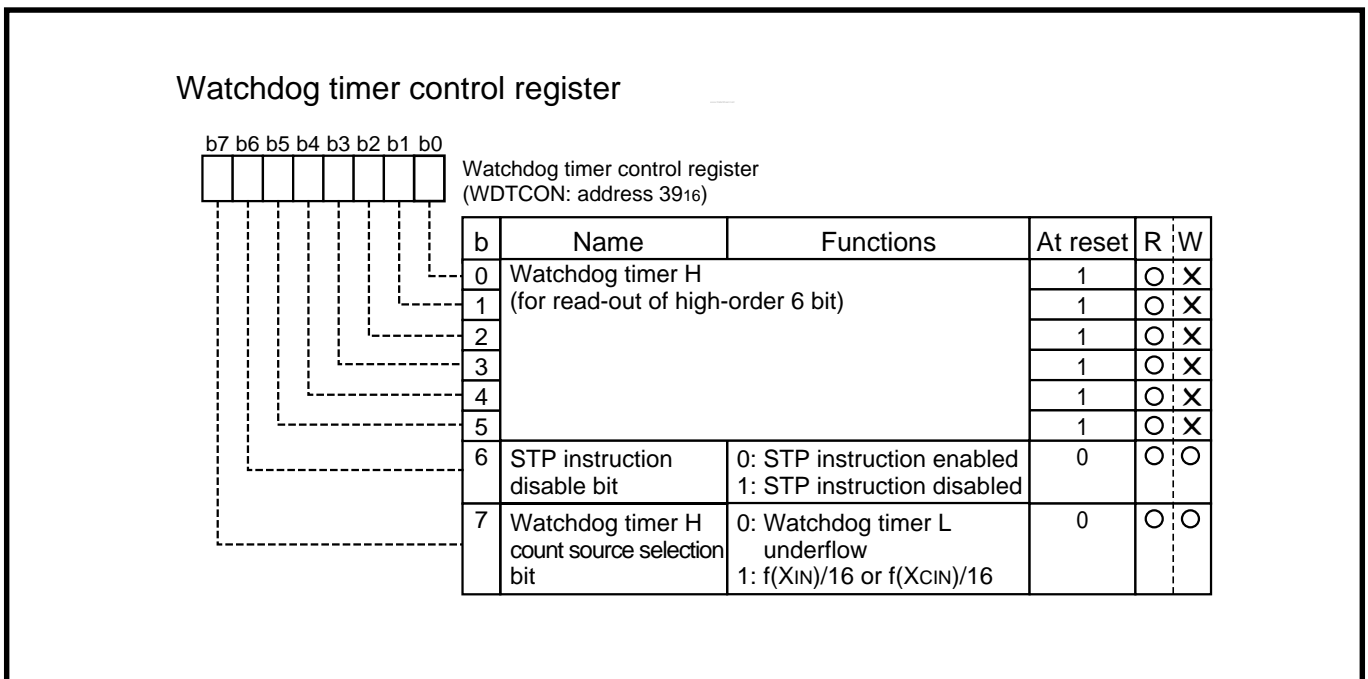 Watchdog timer control register
b7 b6 b5 b4 b3 b2 b1 b0
Watchdog timer control register
(WDTCON: address 3916)
b Name Functions At reset R W
0 Watchdog timer H 1 O X
1 (for read-out of high-order 6 bit) 1 O X
2 1 O X
3 1 O X
4 1 O X
5 1 O X
6 STP instruction 0: STP instruction enabled 0 O O
disable bit 1: STP instruction disabled
7 Watchdog timer H 0: Watchdog timer L 0 O O
count source selection underflow
bit 1: f(XIN)/16 or f(XCIN)/16